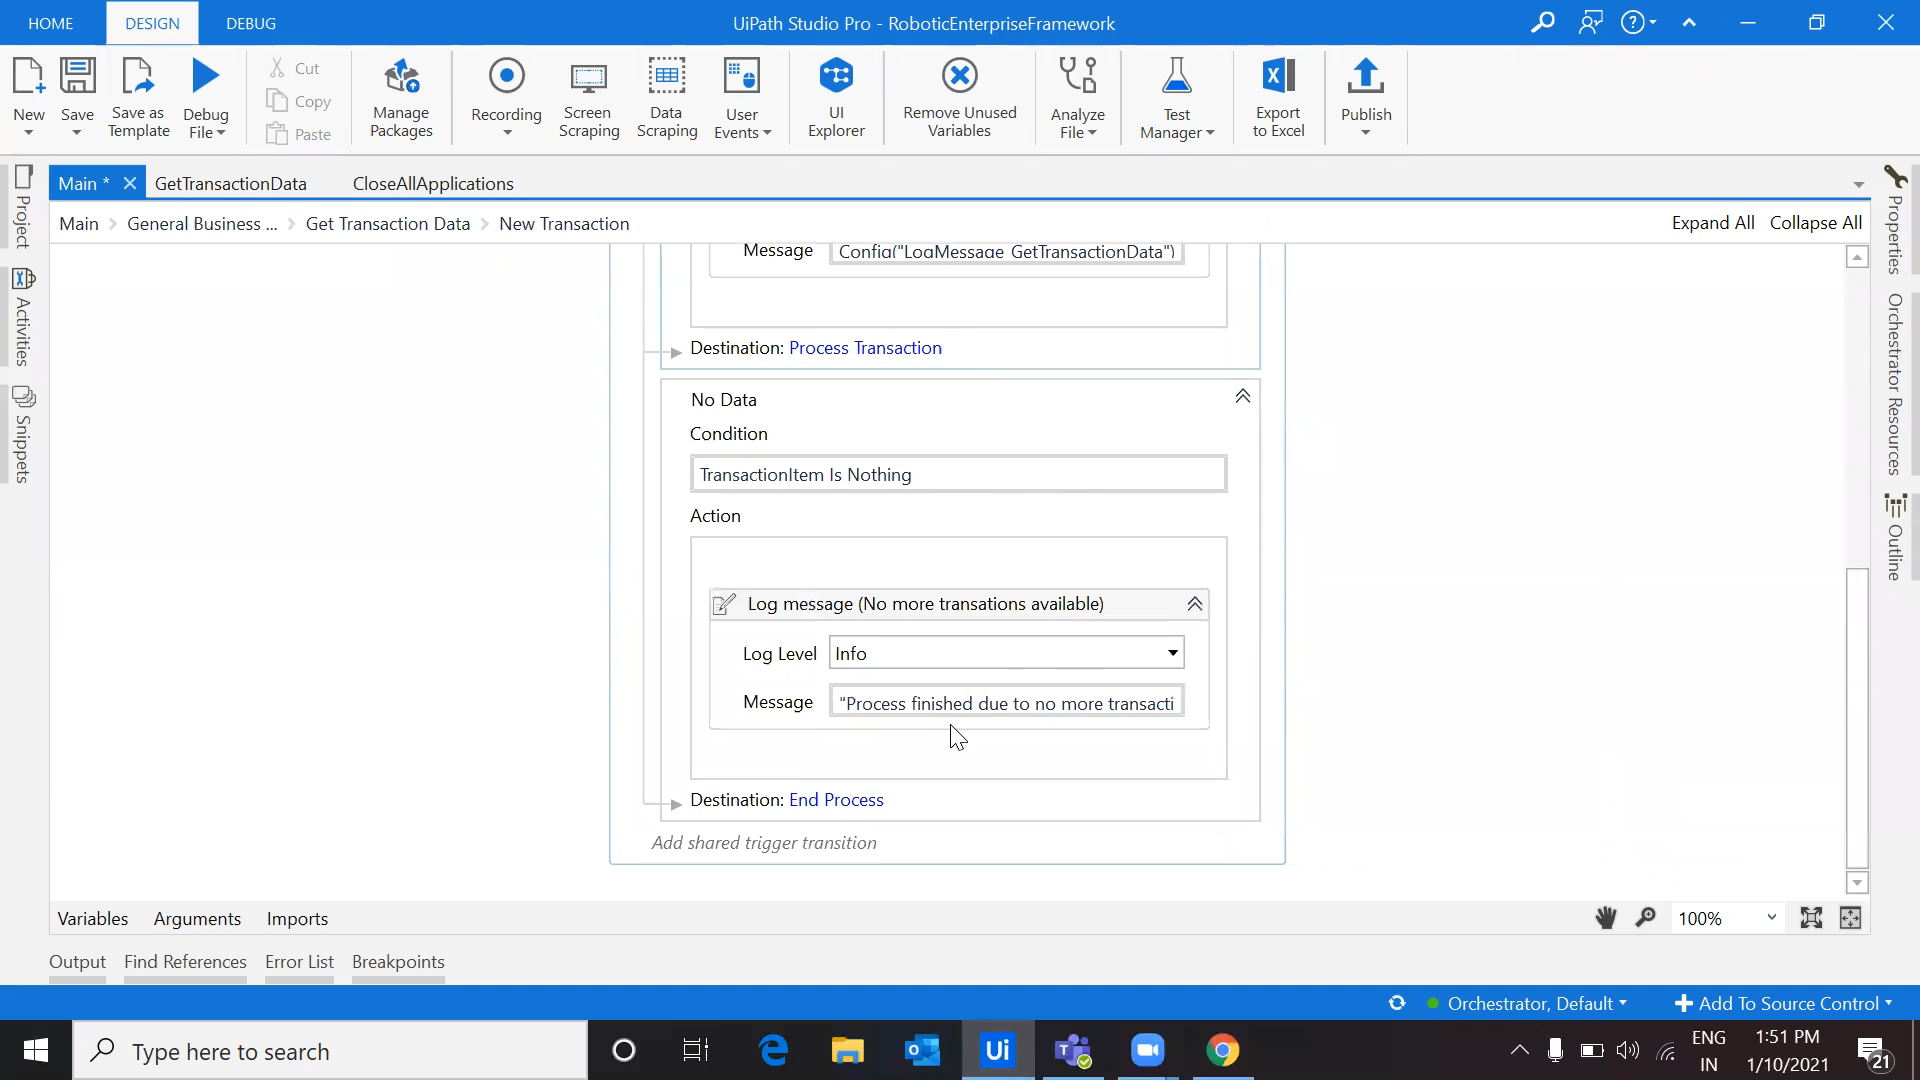 HOME DESIGN DEBUG UiPath Studio Pro - RoboticEnterpriseFramework
New Save Save as Template Debug File
Cut
Copy
Paste
Manage Packages Recording Screen Scraping Data Scraping User Events UI Explorer Remove Unused Variables Analyze File Test Manager Export to Excel Publish
Main * GetTransactionData CloseAllApplications
Main General Business ... Get Transaction Data New Transaction Expand All Collapse All
Project
Activities
Snippets
Properties
Orchestrator Resources
Outline
Message Config("LogMessage_GetTransactionData")
Destination: Process Transaction
No Data
Condition
TransactionItem Is Nothing
Action
Log message (No more transations available)
Log Level Info
Message "Process finished due to no more transacti
Destination: End Process
Add shared trigger transition
Variables Arguments Imports 100%
Output Find References Error List Breakpoints
Orchestrator, Default Add To Source Control
Type here to search
Ui
ENG
IN
1:51 PM
1/10/2021
21